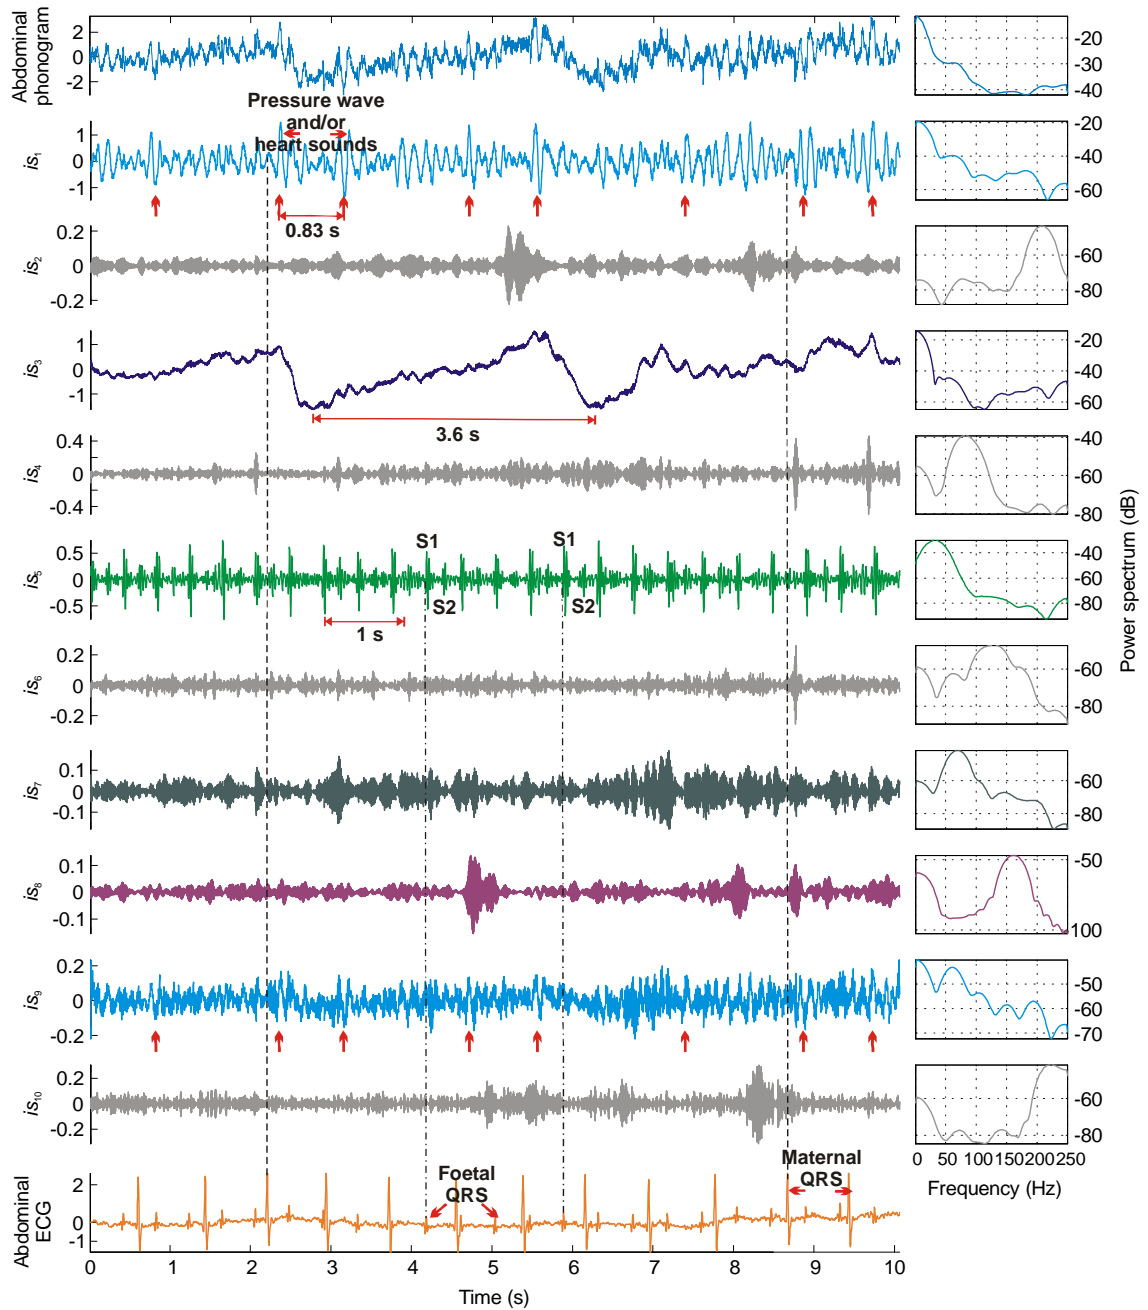 Abdominal
phonogram
2
0
-2
-20
-30
-40
Pressure wave
and/or
heart sounds
is1
1
0
-1
-20
-40
-60
0.83 s
is2
0.2
0
-0.2
-60
-80
is3
1
0
-1
-20
-40
-60
3.6 s
is4
0.4
0
-0.4
-40
-60
-80
is5
0.5
0
-0.5
S1
S2
S1
S2
1 s
-40
-60
-80
Power spectrum (dB)
is6
0.2
0
-0.2
-60
-80
is7
0.1
0
-0.1
-60
-80
is8
0.1
0
-0.1
-50
-100
is9
0.2
0
-0.2
-50
-60
-70
is10
0.2
0
-0.2
-60
-80
0 50 100 150 200 250
Frequency (Hz)
Abdominal
ECG
2
0
-1
Foetal
QRS
Maternal
QRS
0 1 2 3 4 5 6 7 8 9 10
Time (s)